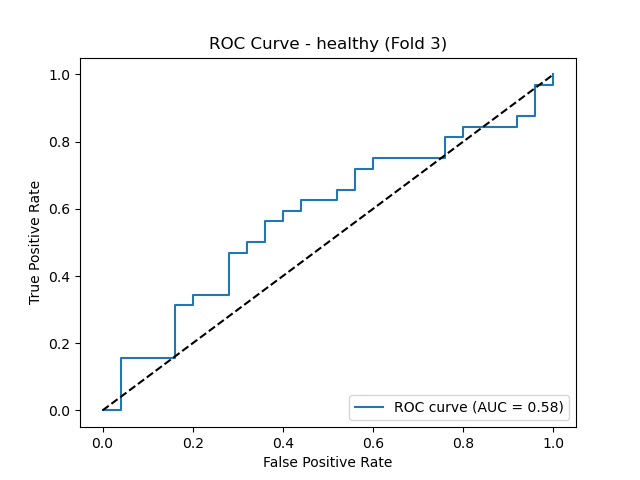 ROC Curve - healthy (Fold 3)
True Positive Rate
1.0
0.8
0.6
0.4
0.2
0.0
ROC curve (AUC = 0.58)
0.0 0.2 0.4 0.6 0.8 1.0
False Positive Rate